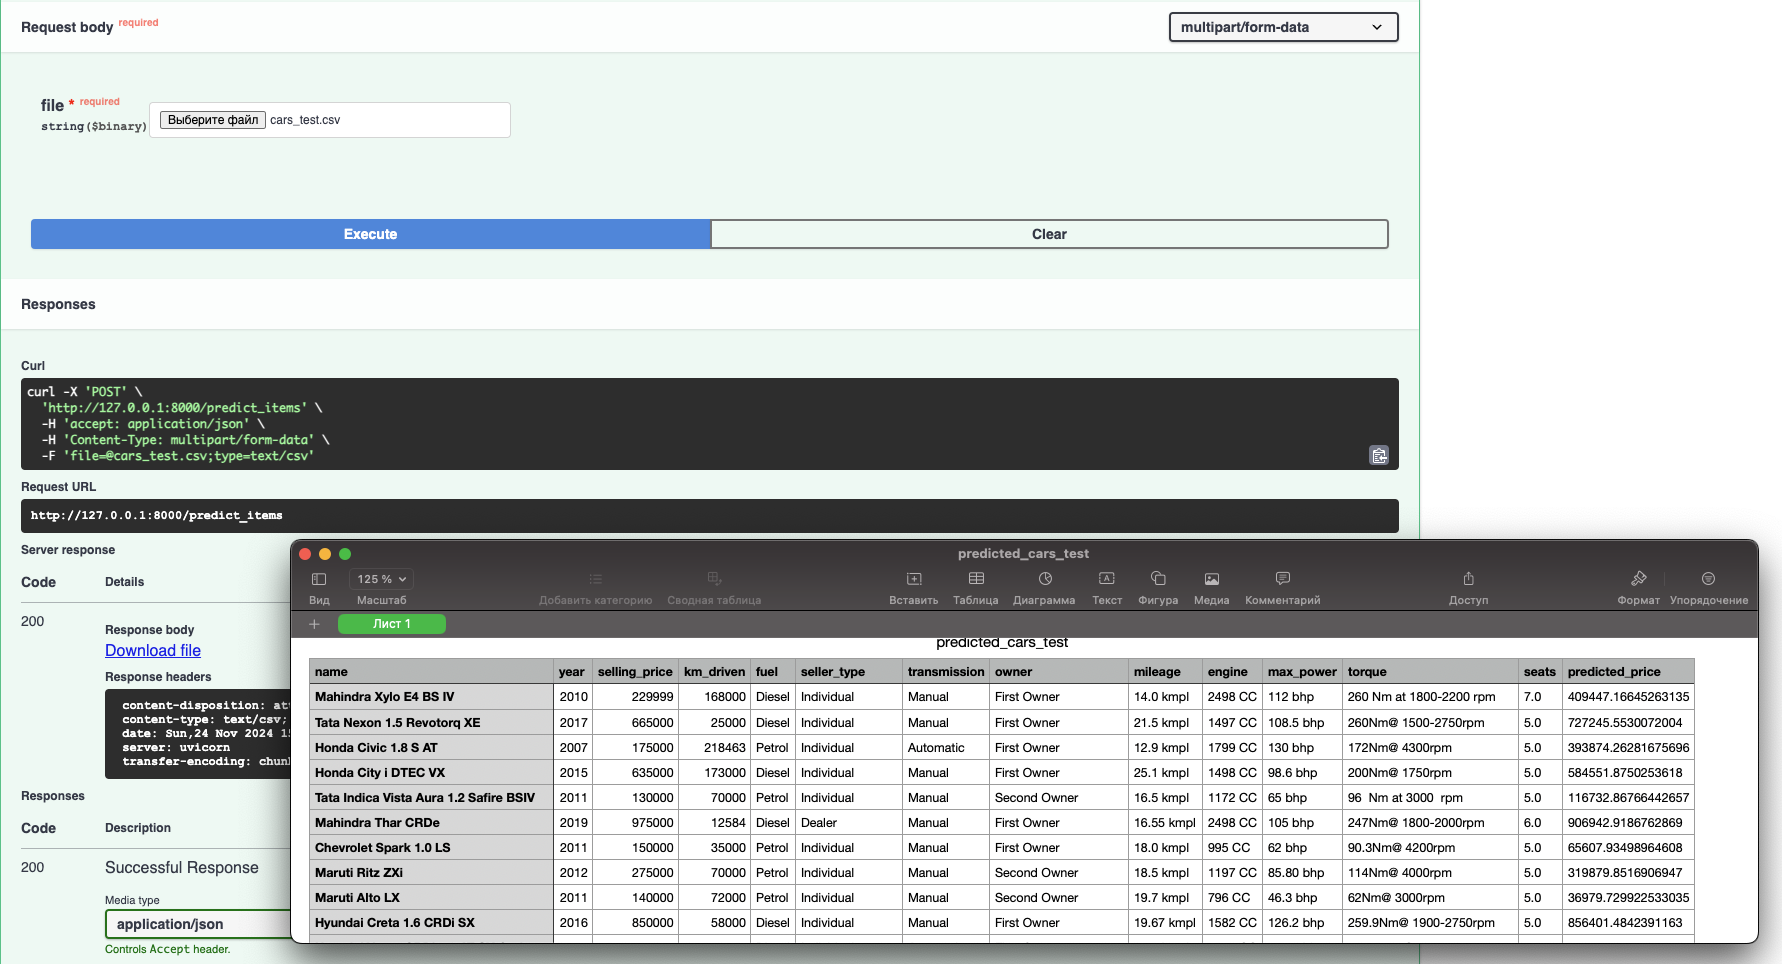 Request body required
multipart/form-data
file * required
string($binary)
Выберите файл cars_test.csv
Execute
Clear
Responses
Curl
curl -X 'POST' \
'http://127.0.0.1:8000/predict_items' \
-H 'accept: application/json' \
-H 'Content-Type: multipart/form-data' \
-F 'file=@cars_test.csv;type=text/csv'
Request URL
http://127.0.0.1:8000/predict_items
Server response
Code Details
200
Response body
Download file
Response headers
content-disposition:
content-type: text/csv;
date: Sun,24 Nov 2024
server: uvicorn
transfer-encoding:
Responses
Code Description
200 Successful Response
Media type
application/json
Controls Accept header.
predicted_cars_test
125 %
Вид Масштаб Добавить категорию Сводная таблица Вставить Таблица Диаграмма Текст Фигура Медиа Комментарий Доступ Формат Упорядочение
+ Лист 1
predicted_cars_test
name year selling_price km_driven fuel seller_type transmission owner mileage engine max_power torque seats predicted_price
Mahindra Xylo E4 BS IV 2010 229999 168000 Diesel Individual Manual First Owner 14.0 kmpl 2498 CC 112 bhp 260 Nm at 1800-2200 rpm 7.0 409447.16645263135
Tata Nexon 1.5 Revotorq XE 2017 665000 25000 Diesel Individual Manual First Owner 21.5 kmpl 1497 CC 108.5 bhp 260Nm@ 1500-2750rpm 5.0 727245.5530072004
Honda Civic 1.8 S AT 2007 175000 218463 Petrol Individual Automatic First Owner 12.9 kmpl 1799 CC 130 bhp 172Nm@ 4300rpm 5.0 393874.26281675696
Honda City i DTEC VX 2015 635000 173000 Diesel Individual Manual First Owner 25.1 kmpl 1498 CC 98.6 bhp 200Nm@ 1750rpm 5.0 584551.8750253618
Tata Indica Vista Aura 1.2 Safire BSIV 2011 130000 70000 Petrol Individual Manual Second Owner 16.5 kmpl 1172 CC 65 bhp 96 Nm at 3000 rpm 5.0 116732.86766442657
Mahindra Thar CRDe 2019 975000 12584 Diesel Dealer Manual First Owner 16.55 kmpl 2498 CC 105 bhp 247Nm@ 1800-2000rpm 6.0 906942.9186762869
Chevrolet Spark 1.0 LS 2011 150000 35000 Petrol Individual Manual First Owner 18.0 kmpl 995 CC 62 bhp 90.3Nm@ 4200rpm 5.0 65607.93498964608
Maruti Ritz ZXi 2012 275000 70000 Petrol Individual Manual Second Owner 18.5 kmpl 1197 CC 85.80 bhp 114Nm@ 4000rpm 5.0 319879.8516906947
Maruti Alto LX 2011 140000 72000 Petrol Individual Manual Second Owner 19.7 kmpl 796 CC 46.3 bhp 62Nm@ 3000rpm 5.0 36979.729922533035
Hyundai Creta 1.6 CRDi SX 2016 850000 58000 Diesel Individual Manual First Owner 19.67 kmpl 1582 CC 126.2 bhp 259.9Nm@ 1900-2750rpm 5.0 856401.4842391163